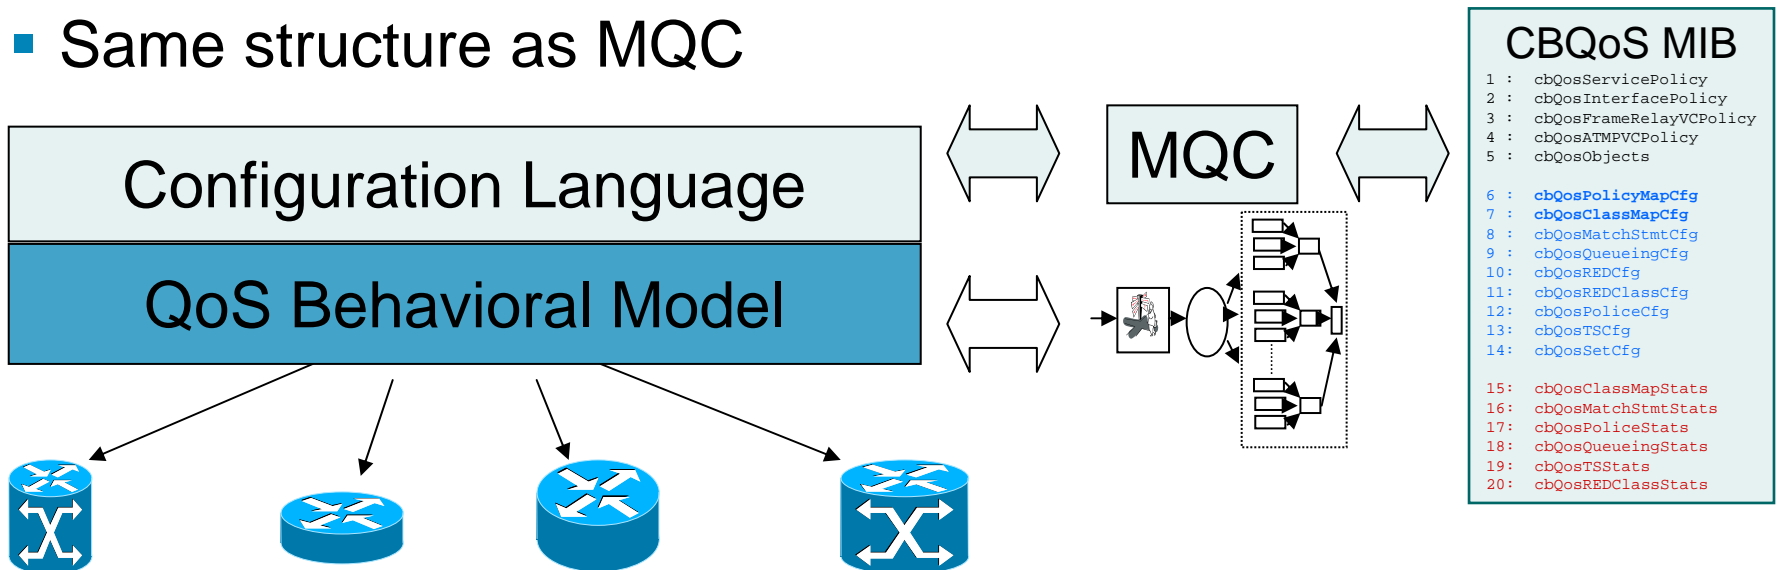 Same structure as MQC
Configuration Language
QoS Behavioral Model
MQC
CBQoS MIB
1 : cbQosServicePolicy
2 : cbQosInterfacePolicy
3 : cbQosFrameRelayVCPolicy
4 : cbQosATMPVCPolicy
5 : cbQosObjects
6 : cbQosPolicyMapCfg
7 : cbQosClassMapCfg
8 : cbQosMatchStmtCfg
9 : cbQosQueueingCfg
10: cbQosREDCfg
11: cbQosREDClassCfg
12: cbQosPoliceCfg
13: cbQosTSCfg
14: cbQosSetCfg
15: cbQosClassMapStats
16: cbQosMatchStmtStats
17: cbQosPoliceStats
18: cbQosQueueingStats
19: cbQosTSStats
20: cbQosREDClassStats